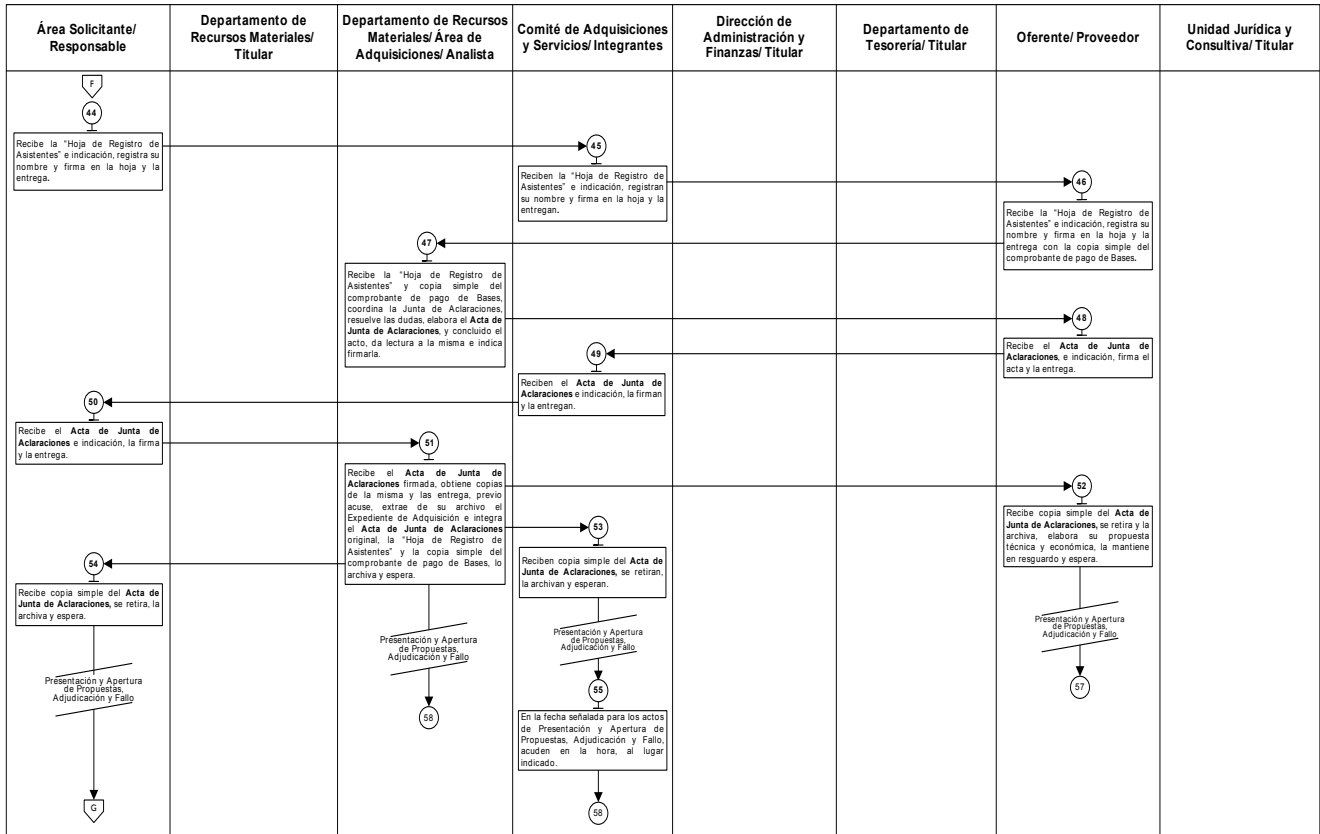 Área Solicitante/
Responsable
Departamento de
Recursos Materiales/
Titular
Departamento de Recursos
Materiales/ Área de
Adquisiciones/ Analista
Comité de Adquisiciones
y Servicios/ Integrantes
Dirección de
Administración y
Finanzas/ Titular
Departamento de
Tesorería/ Titular
Oferente/ Proveedor
Unidad Jurídica y
Consultiva/ Titular
F
44
Recibe la “Hoja de Registro de
Asistentes” e indicación, registra su
nombre y firma en la hoja y la
entrega.
45
Reciben la “Hoja de Registro de
Asistentes” e indicación, registran
su nombre y firma en la hoja y la
entregan.
46
Recibe la “Hoja de Registro de
Asistentes” e indicación, registra su
nombre y firma en la hoja y la
entrega con la copia simple del
comprobante de pago de Bases.
47
Recibe la “Hoja de Registro de
Asistentes” y copia simple del
comprobante de pago de Bases,
coordina la Junta de Aclaraciones,
resuelve las dudas, elabora el Acta de
Junta de Aclaraciones, y concluido el
acto, da lectura a la misma e indica
firmarla.
48
Recibe el Acta de Junta de
Aclaraciones, e indicación, firma el
acta y la entrega.
49
Reciben el Acta de Junta de
Aclaraciones e indicación, la firman
y la entregan.
50
Recibe el Acta de Junta de
Aclaraciones e indicación, la firma
y la entrega.
51
Recibe el Acta de Junta de
Aclaraciones firmada, obtiene copias
de la misma y las entrega, previo
acuse, extrae de su archivo el
Expediente de Adquisición e integra
el Acta de Junta de Aclaraciones
original, la “Hoja de Registro de
Asistentes” y la copia simple del
comprobante de pago de Bases, lo
archiva y espera.
52
Recibe copia simple del Acta de
Junta de Aclaraciones, se retira y la
archiva, elabora su propuesta
técnica y económica, la mantiene
en resguardo y espera.
53
Reciben copia simple del Acta de
Junta de Aclaraciones, se retiran,
la archivan y esperan.
54
Recibe copia simple del Acta de
Junta de Aclaraciones, se retira, la
archiva y espera.
Presentación y Apertura
de Propuestas,
Adjudicación y Fallo
G
Presentación y Apertura
de Propuestas,
Adjudicación y Fallo
58
Presentación y Apertura
de Propuestas,
Adjudicación y Fallo
55
En la fecha señalada para los actos
de Presentación y Apertura de
Propuestas, Adjudicación y Fallo,
acuden en la hora, al lugar
indicado.
58
Presentación y Apertura
de Propuestas,
Adjudicación y Fallo
57